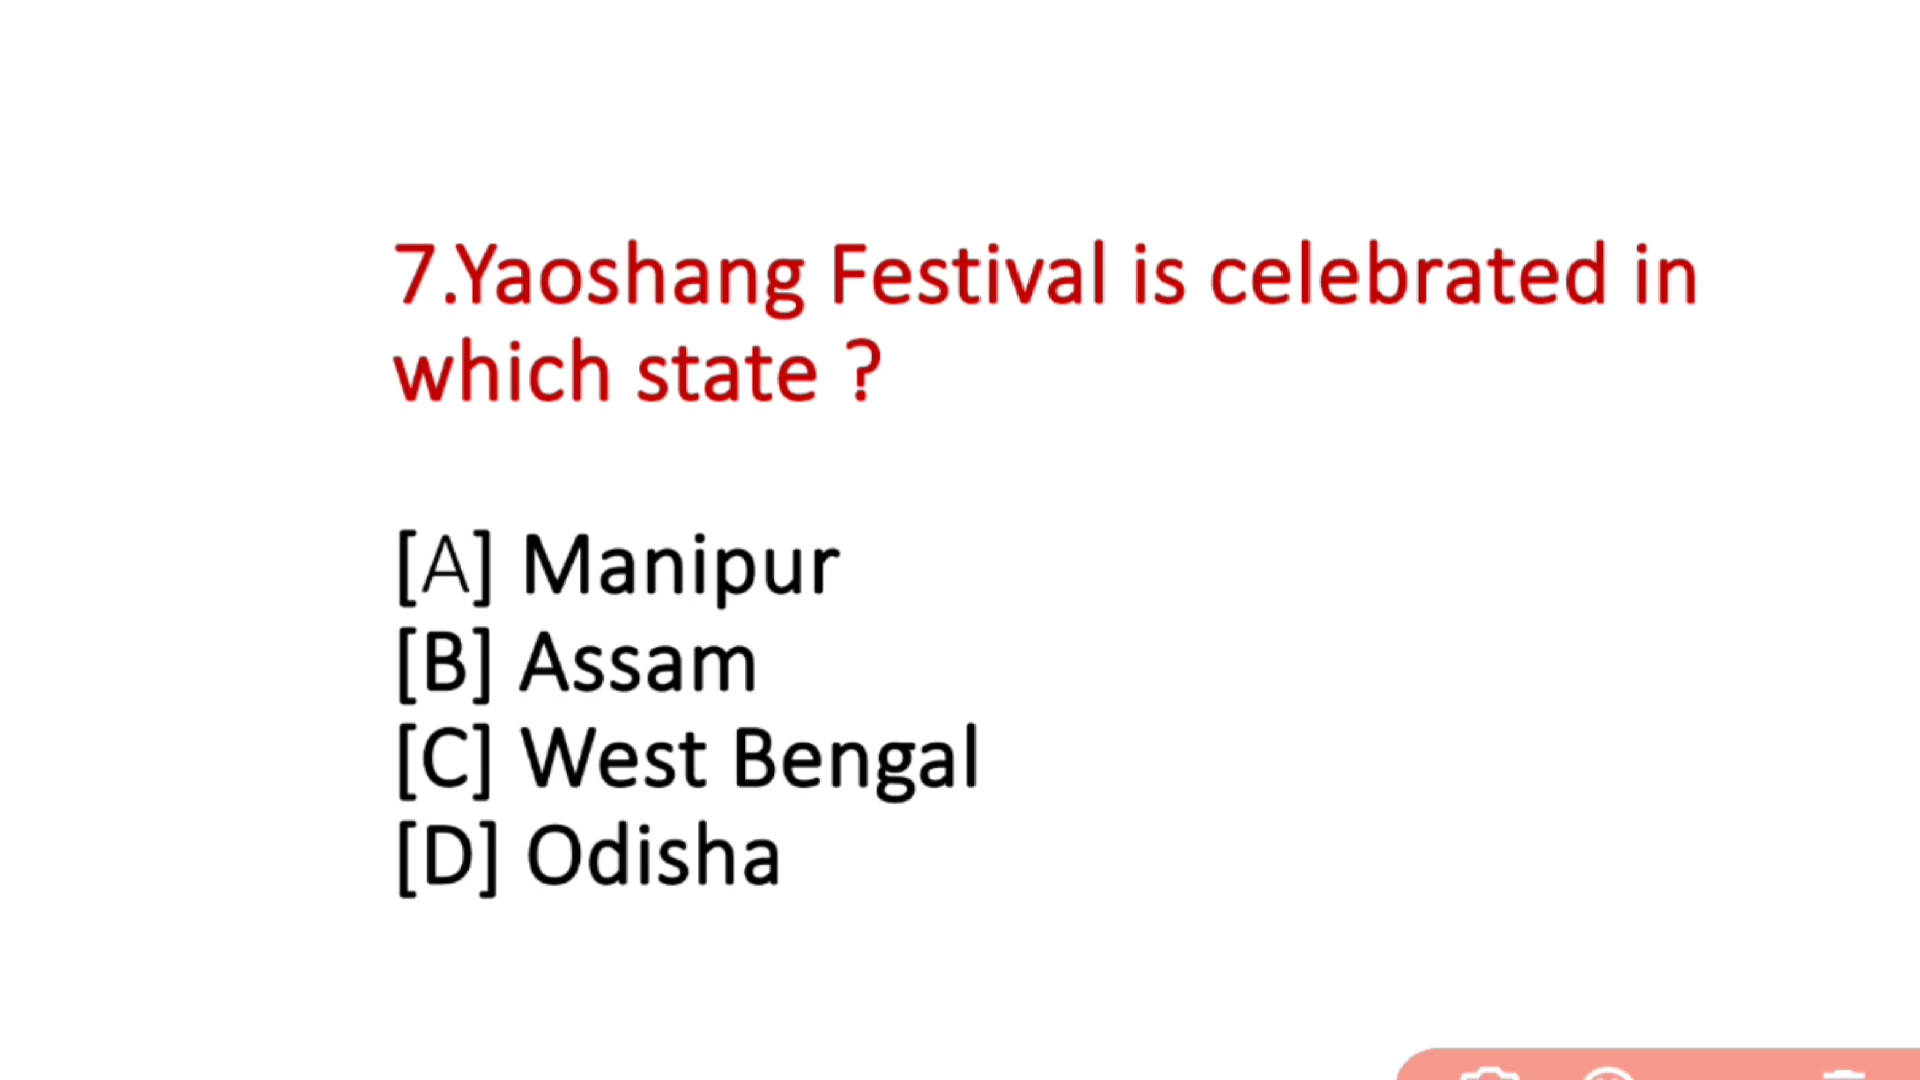 7.Yaoshang Festival is celebrated in
which state ?
[A] Manipur
[B] Assam
[C] West Bengal
[D] Odisha